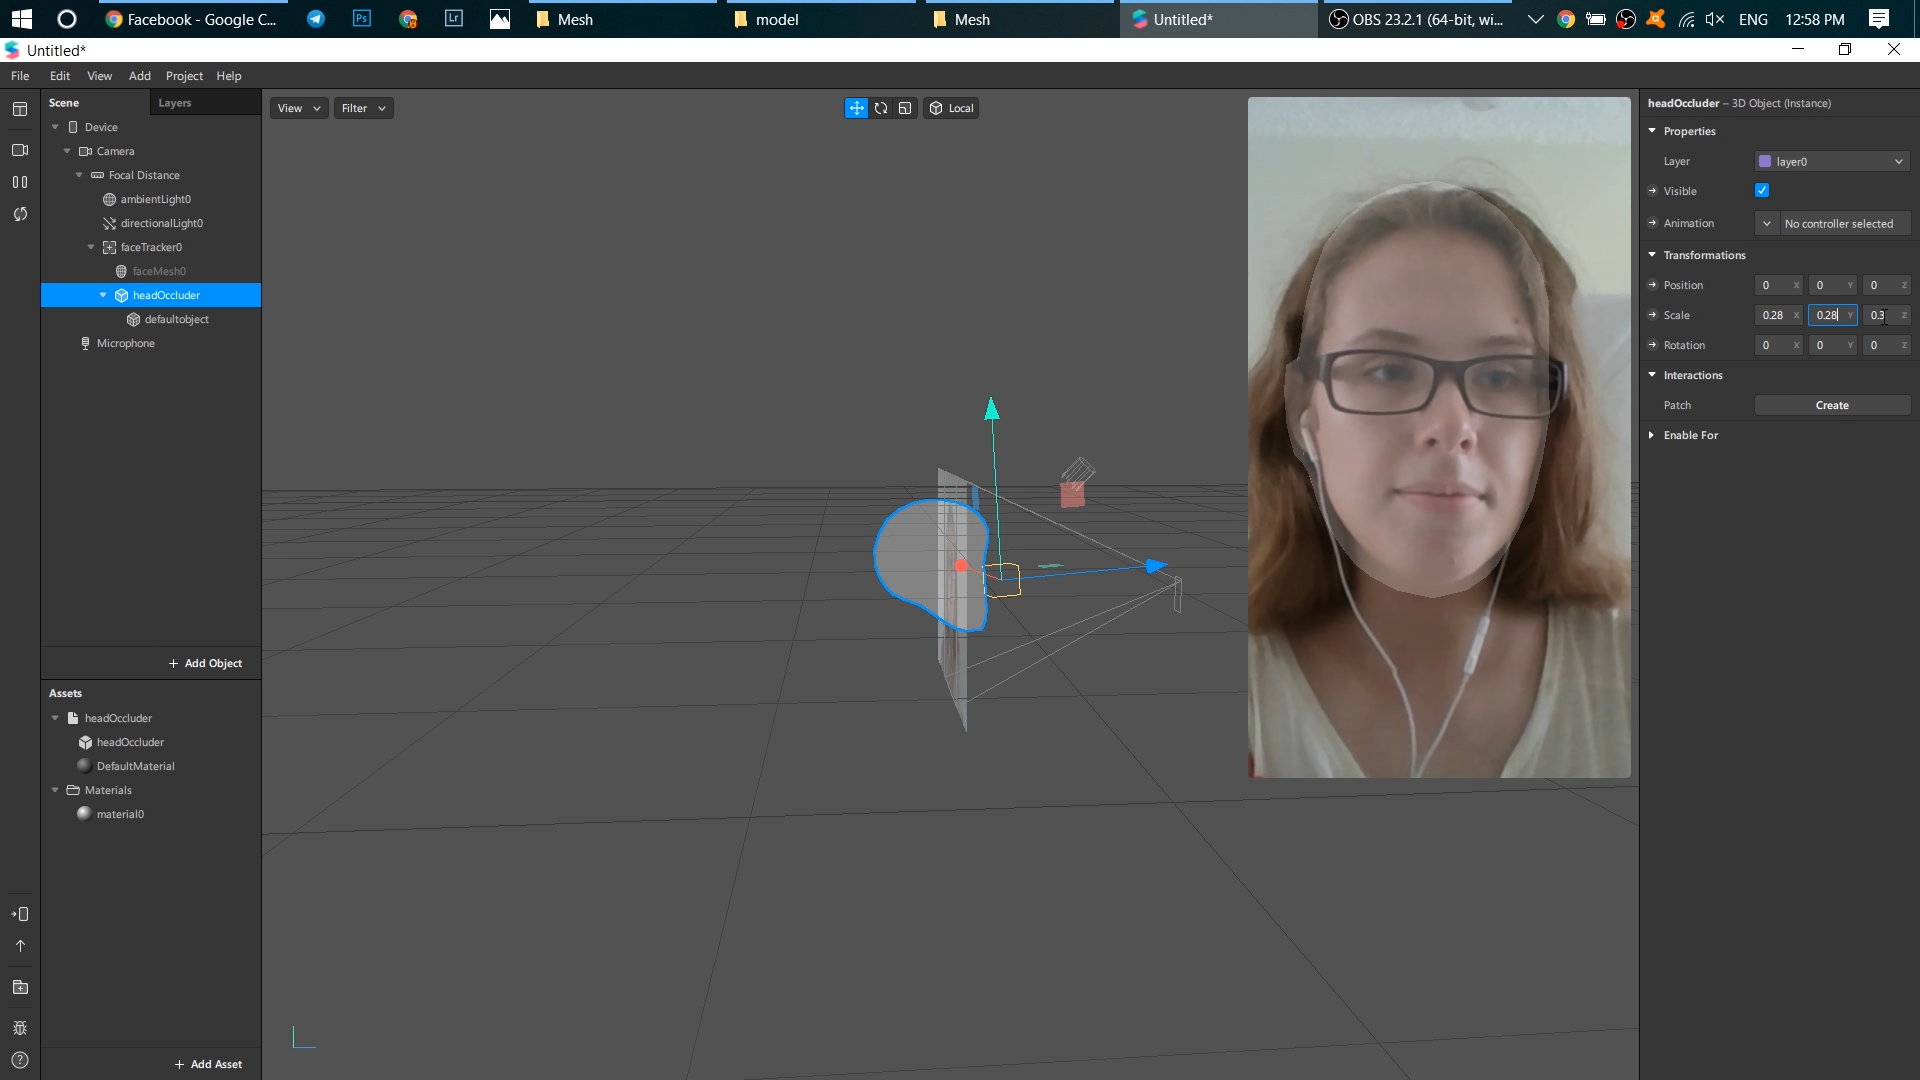 Facebook - Google C...
Ps
Lr
Mesh
model
Mesh
Untitled*
OBS 23.2.1 (64-bit, wi...
ENG
12:58 PM
Untitled*
File
Edit
View
Add
Project
Help
Scene
Layers
Device
Camera
Focal Distance
ambientLight0
directionalLight0
faceTracker0
faceMesh0
headOccluder
defaultobject
Microphone
+ Add Object
Assets
headOccluder
headOccluder
DefaultMaterial
Materials
material0
+ Add Asset
View
Filter
Local
headOccluder – 3D Object (Instance)
Properties
Layer
layer0
Visible
Animation
No controller selected
Transformations
Position 0 X 0 Y 0 Z
Scale 0.28 X 0.28 Y 0.3 Z
Rotation 0 X 0 Y 0 Z
Interactions
Patch
Create
Enable For